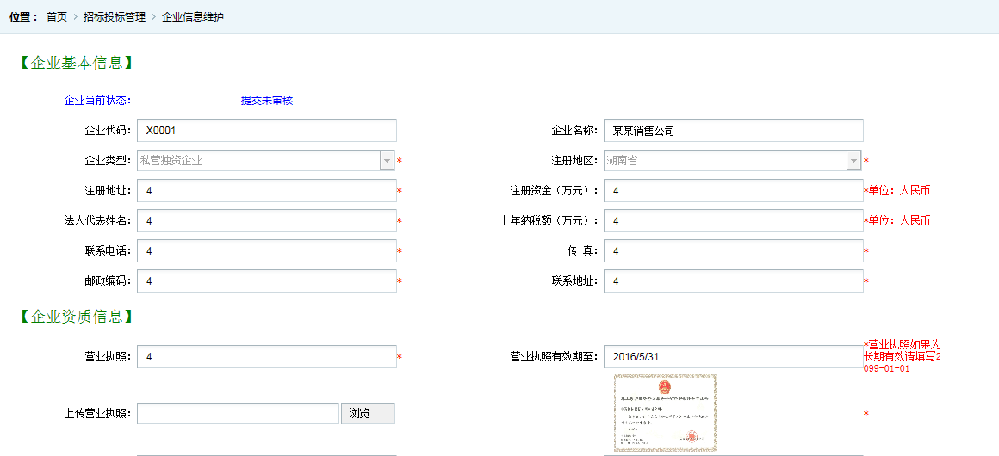 位置： 首页 > 招标投标管理 > 企业信息维护
【企业基本信息】
企业当前状态： 提交未审核
企业代码： X0001 企业名称： 某某销售公司
企业类型： 私营独资企业 * 注册地区： 湖南省 *
注册地址： 4 * 注册资金（万元）： 4 *单位：人民币
法人代表姓名： 4 * 上年纳税额（万元）： 4 *单位：人民币
联系电话： 4 * 传 真： 4 *
邮政编码： 4 * 联系地址： 4 *
【企业资质信息】
营业执照： 4 * 营业执照有效期至： 2016/5/31
*营业执照如果为
长期有效请填写2
099-01-01
上传营业执照： 浏览... *